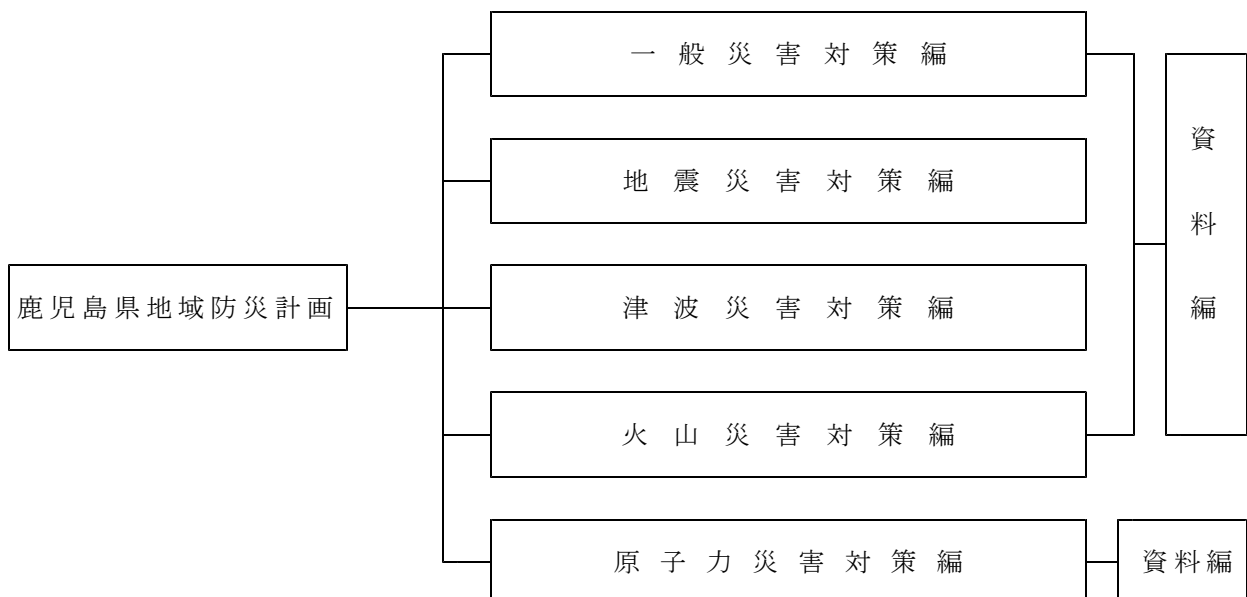 鹿児島県地域防災計画
一般災害対策編
地震災害対策編
津波災害対策編
火山災害対策編
資料編
原子力災害対策編
資料編